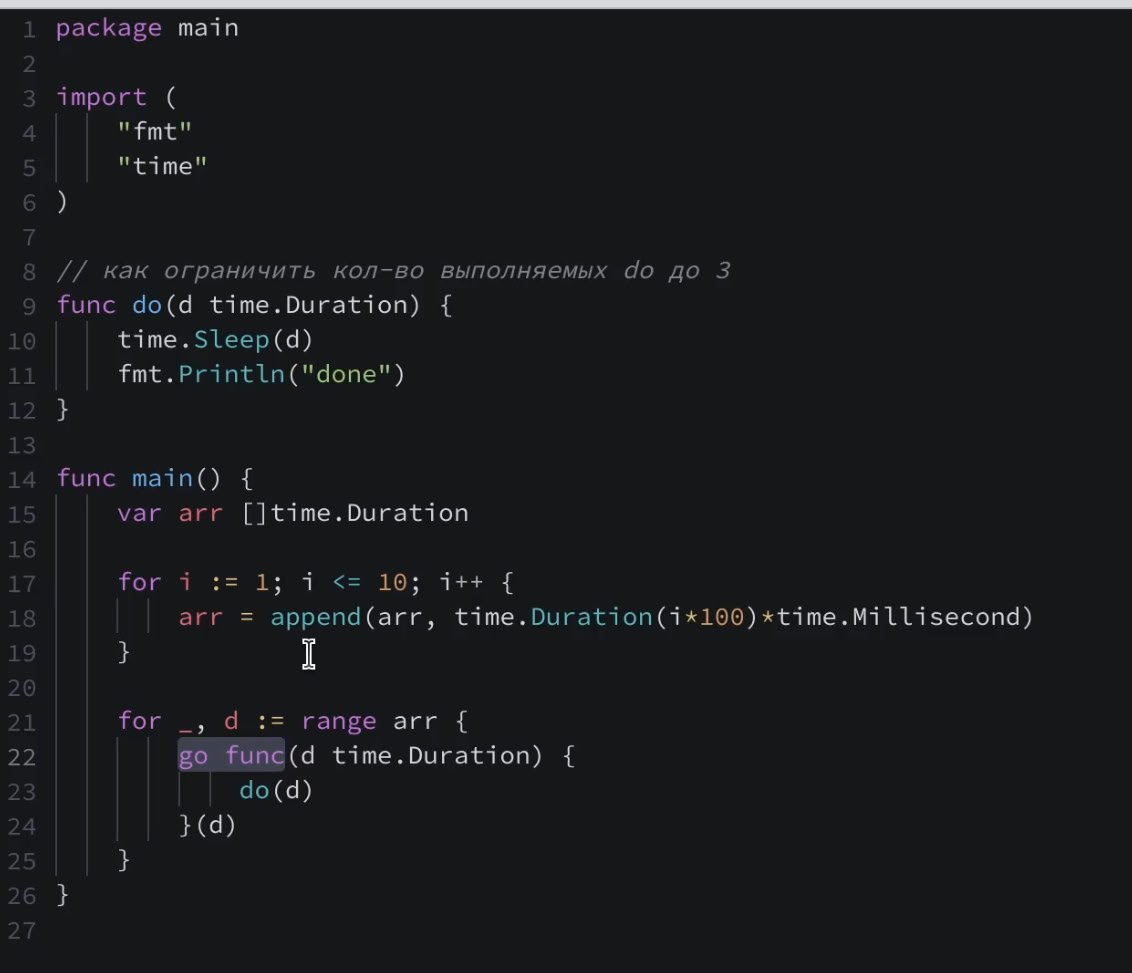 1 package main
2
3 import (
4 "fmt"
5 "time"
6 )
7
8 // как ограничить кол-во выполняемых do до 3
9 func do(d time.Duration) {
10 time.Sleep(d)
11 fmt.Println("done")
12 }
13
14 func main() {
15 var arr []time.Duration
16
17 for i := 1; i <= 10; i++ {
18 arr = append(arr, time.Duration(i*100)*time.Millisecond)
19 }
20
21 for _, d := range arr {
22 go func(d time.Duration) {
23 do(d)
24 }(d)
25 }
26 }
27